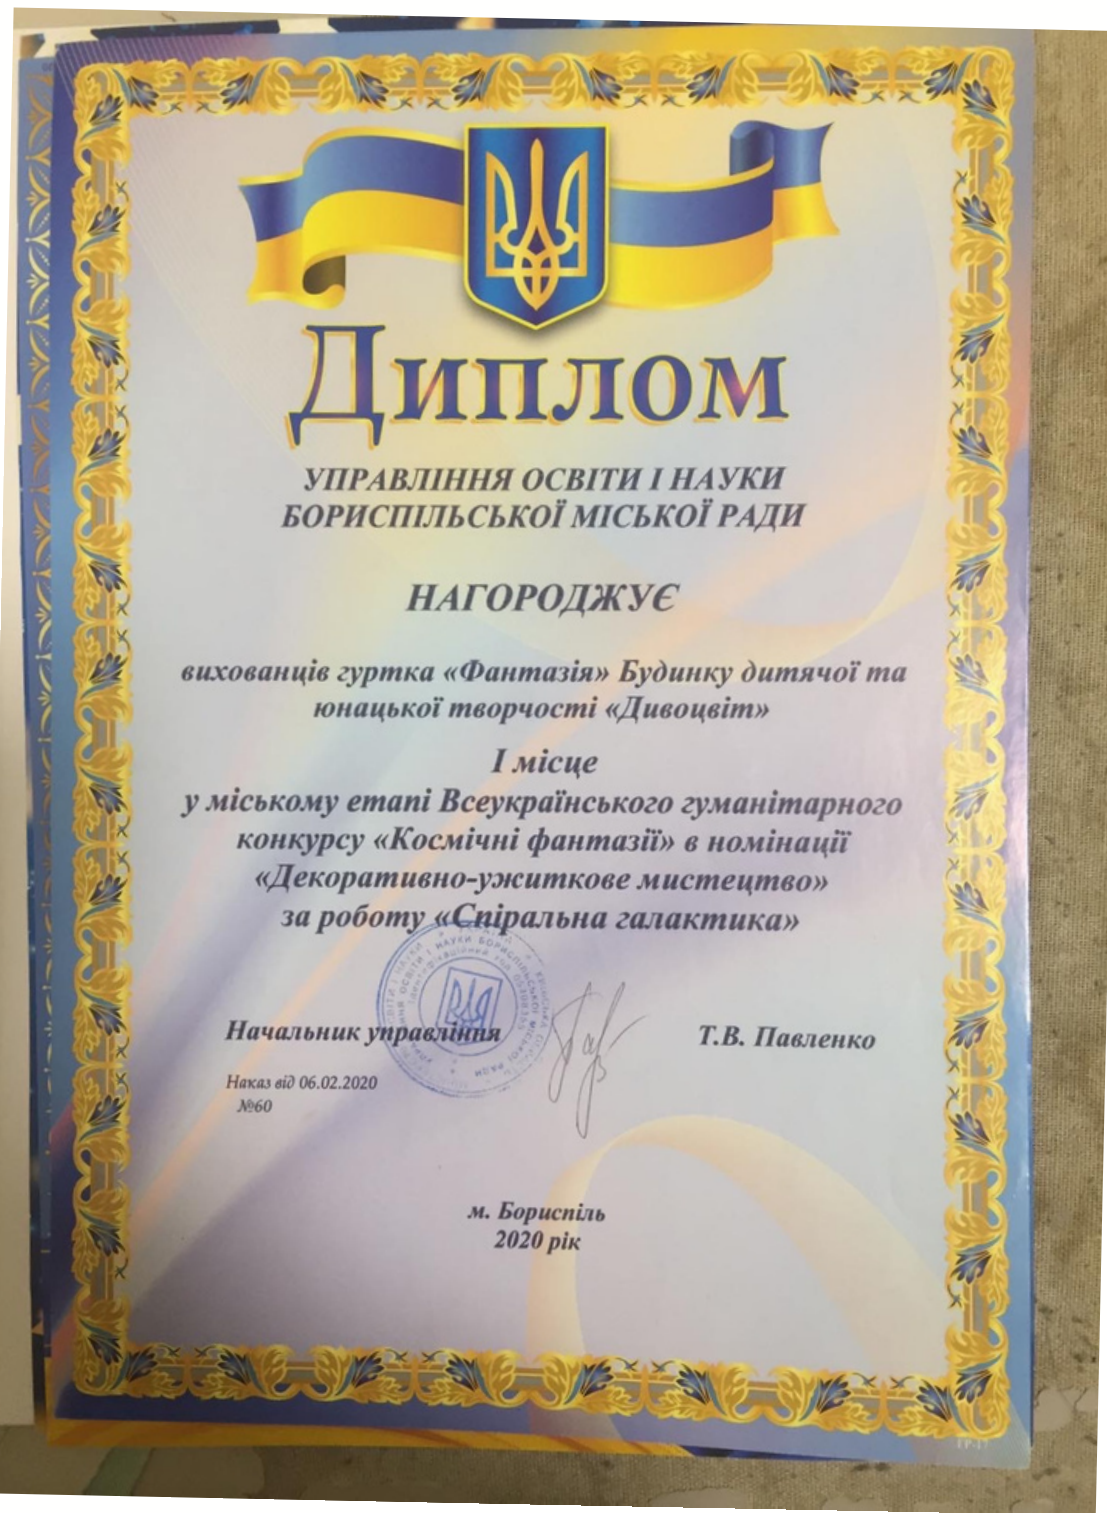 Диплом
УПРАВЛІННЯ ОСВІТИ І НАУКИ
БОРИСПІЛЬСЬКОЇ МІСЬКОЇ РАДИ
НАГОРОДЖУЄ
вихованців гуртка «Фантазія» Будинку дитячої та
юнацької творчості «Дивоцвіт»
І місце
у міському етапі Всеукраїнського гуманітарного
конкурсу «Космічні фантазії» в номінації
«Декоративно-ужиткове мистецтво»
за роботу «Спіральна галактика»
Начальник управління Т.В. Павленко
Наказ від 06.02.2020
№60
м. Бориспіль
2020 рік